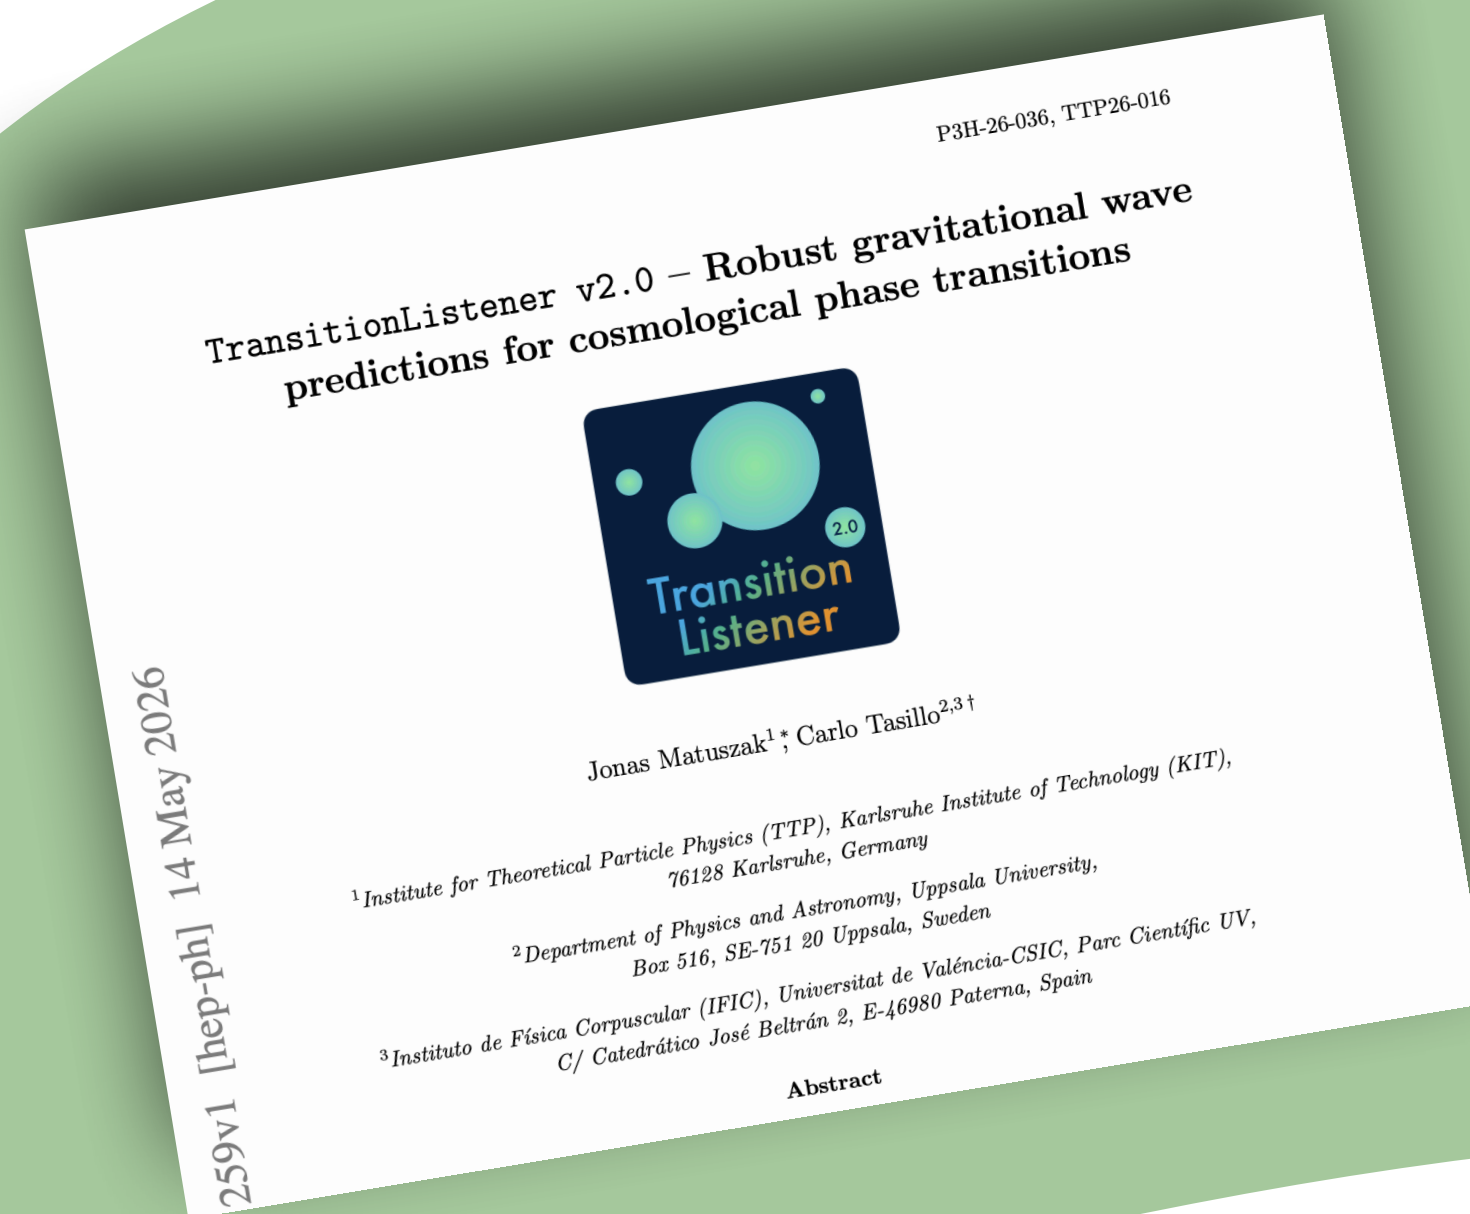 P3H-26-036, TTP26-016
TransitionListener v2.0 – Robust gravitational wave
predictions for cosmological phase transitions
2.0
Transition
Listener
Jonas Matuszak¹*, Carlo Tasillo²,³†
¹ Institute for Theoretical Particle Physics (TTP), Karlsruhe Institute of Technology (KIT),
76128 Karlsruhe, Germany
² Department of Physics and Astronomy, Uppsala University,
Box 516, SE-751 20 Uppsala, Sweden
³ Instituto de Física Corpuscular (IFIC), Universitat de Valéncia-CSIC, Parc Científic UV,
C/ Catedrático José Beltrán 2, E-46980 Paterna, Spain
Abstract
259v1 [hep-ph] 14 May 2026